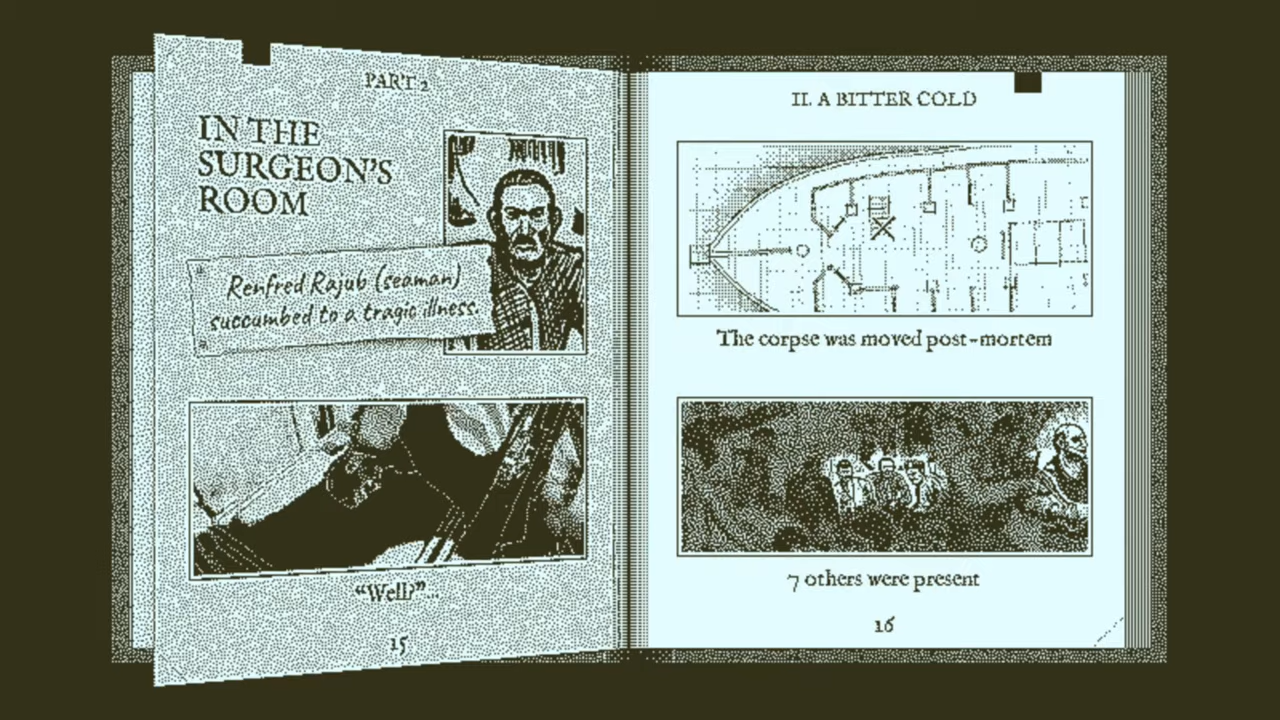 PART 2
IN THE
SURGEON'S
ROOM
Renfred Rajub (seaman)
succumbed to a tragic illness.
"Well?"...
15
II. A BITTER COLD
The corpse was moved post-mortem
7 others were present
16